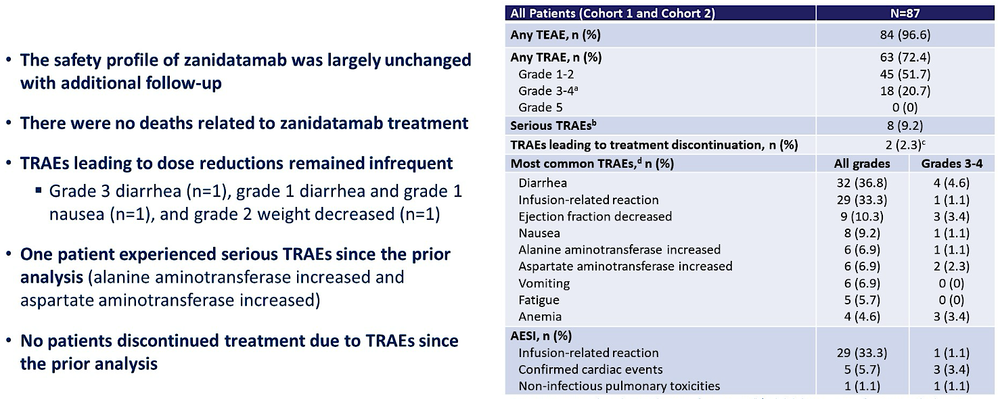 • The safety profile of zanidatamab was largely unchanged
with additional follow-up
• There were no deaths related to zanidatamab treatment
• TRAEs leading to dose reductions remained infrequent
▪ Grade 3 diarrhea (n=1), grade 1 diarrhea and grade 1
nausea (n=1), and grade 2 weight decreased (n=1)
• One patient experienced serious TRAEs since the prior
analysis (alanine aminotransferase increased and
aspartate aminotransferase increased)
• No patients discontinued treatment due to TRAEs since
the prior analysis
All Patients (Cohort 1 and Cohort 2) N=87
Any TEAE, n (%) 84 (96.6)
Any TRAE, n (%) 63 (72.4)
Grade 1-2 45 (51.7)
Grade 3-4ᵃ 18 (20.7)
Grade 5 0 (0)
Serious TRAEsᵇ 8 (9.2)
TRAEs leading to treatment discontinuation, n (%) 2 (2.3)ᶜ
Most common TRAEs,ᵈ n (%) All grades Grades 3-4
Diarrhea 32 (36.8) 4 (4.6)
Infusion-related reaction 29 (33.3) 1 (1.1)
Ejection fraction decreased 9 (10.3) 3 (3.4)
Nausea 8 (9.2) 1 (1.1)
Alanine aminotransferase increased 6 (6.9) 1 (1.1)
Aspartate aminotransferase increased 6 (6.9) 2 (2.3)
Vomiting 6 (6.9) 0 (0)
Fatigue 5 (5.7) 0 (0)
Anemia 4 (4.6) 3 (3.4)
AESI, n (%)
Infusion-related reaction 29 (33.3) 1 (1.1)
Confirmed cardiac events 5 (5.7) 3 (3.4)
Non-infectious pulmonary toxicities 1 (1.1) 1 (1.1)